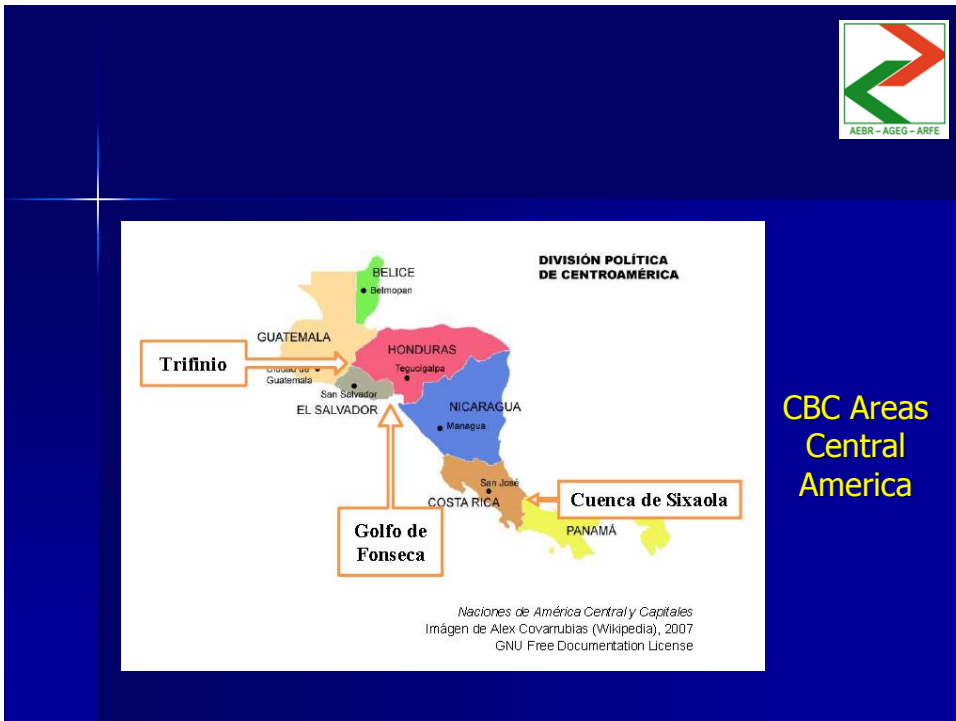 AEBR – AGEG – ARFE
DIVISIÓN POLÍTICA
DE CENTROAMÉRICA
BELICE
Belmopan
GUATEMALA
Trifinio
HONDURAS
Tegucigalpa
Ciudad de
Guatemala
San Salvador
EL SALVADOR
NICARAGUA
Managua
CBC Areas
Central
America
San José
COSTA RICA
Cuenca de Sixaola
Golfo de
Fonseca
PANAMÁ
Naciones de América Central y Capitales
Imágen de Alex Covarrubias (Wikipedia), 2007
GNU Free Documentation License